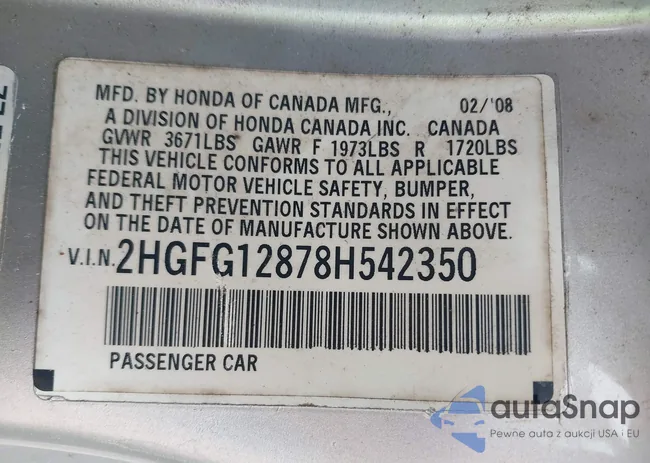 MFD. BY HONDA OF CANADA MFG., 02/'08
A DIVISION OF HONDA CANADA INC. CANADA
GVWR 3671LBS GAWR F 1973LBS R 1720LBS
THIS VEHICLE CONFORMS TO ALL APPLICABLE
FEDERAL MOTOR VEHICLE SAFETY, BUMPER,
AND THEFT PREVENTION STANDARDS IN EFFECT
ON THE DATE OF MANUFACTURE SHOWN ABOVE.
V.I.N. 2HGFG12878H542350
PASSENGER CAR
autaSnap
Pewne auta z aukcji USA i EU